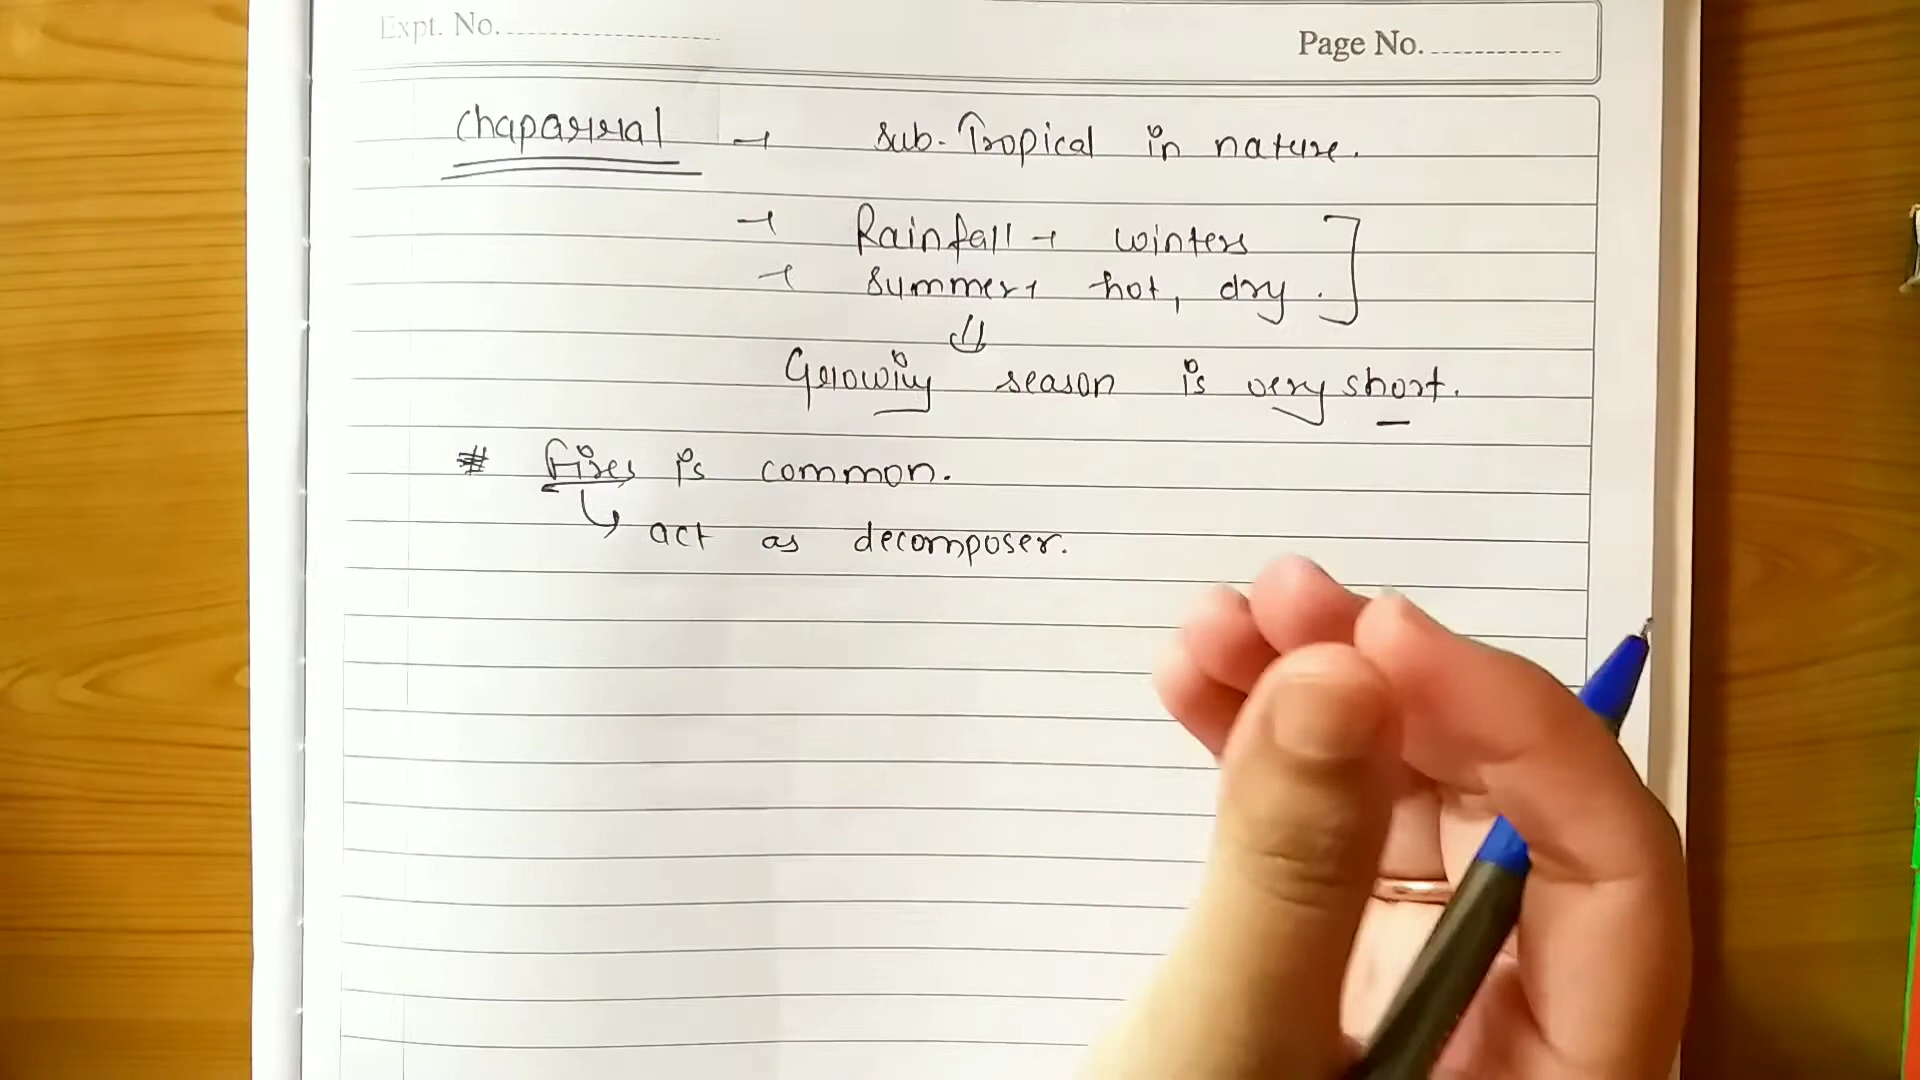 Expt. No.
Page No.
Chaparral → Sub-Tropical in nature.
→ Rainfall → winters
→ Summer → hot, dry.
⇓
Growing season is very short.
# Fires is common.
↳ act as decomposer.